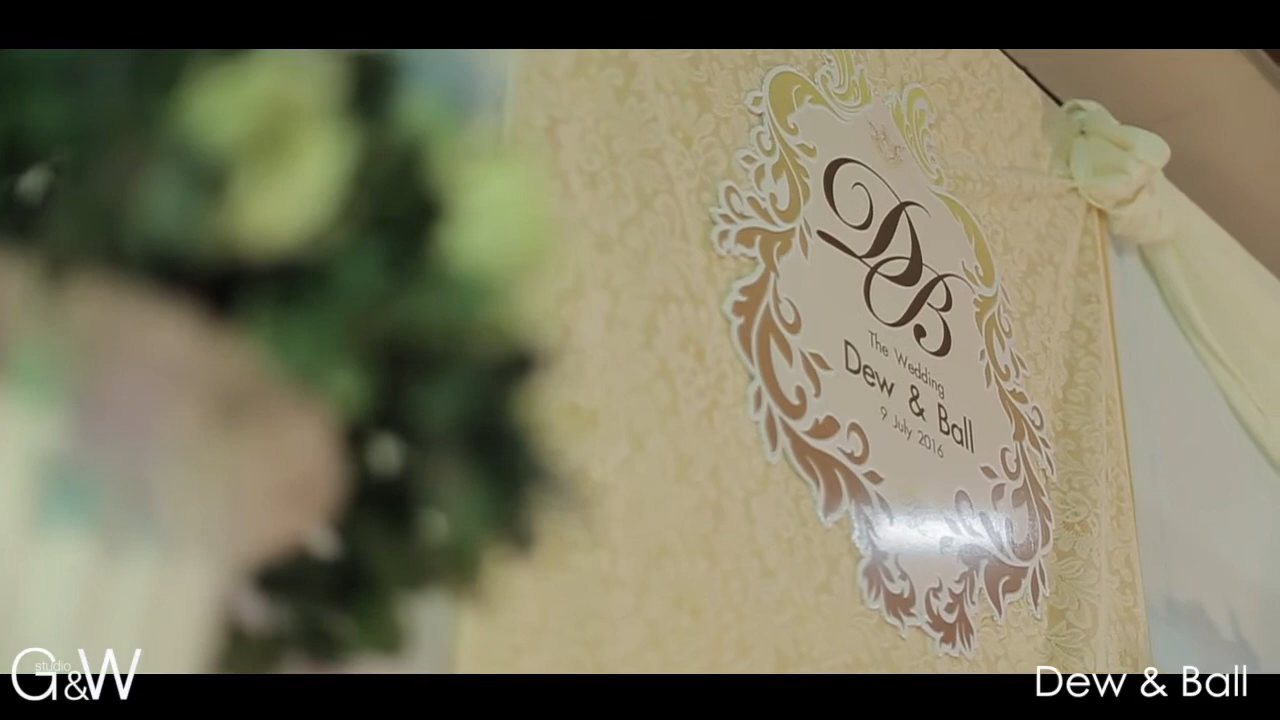 DB
The Wedding
Dew & Ball
9 July 2016
G&W
studio
Dew & Ball